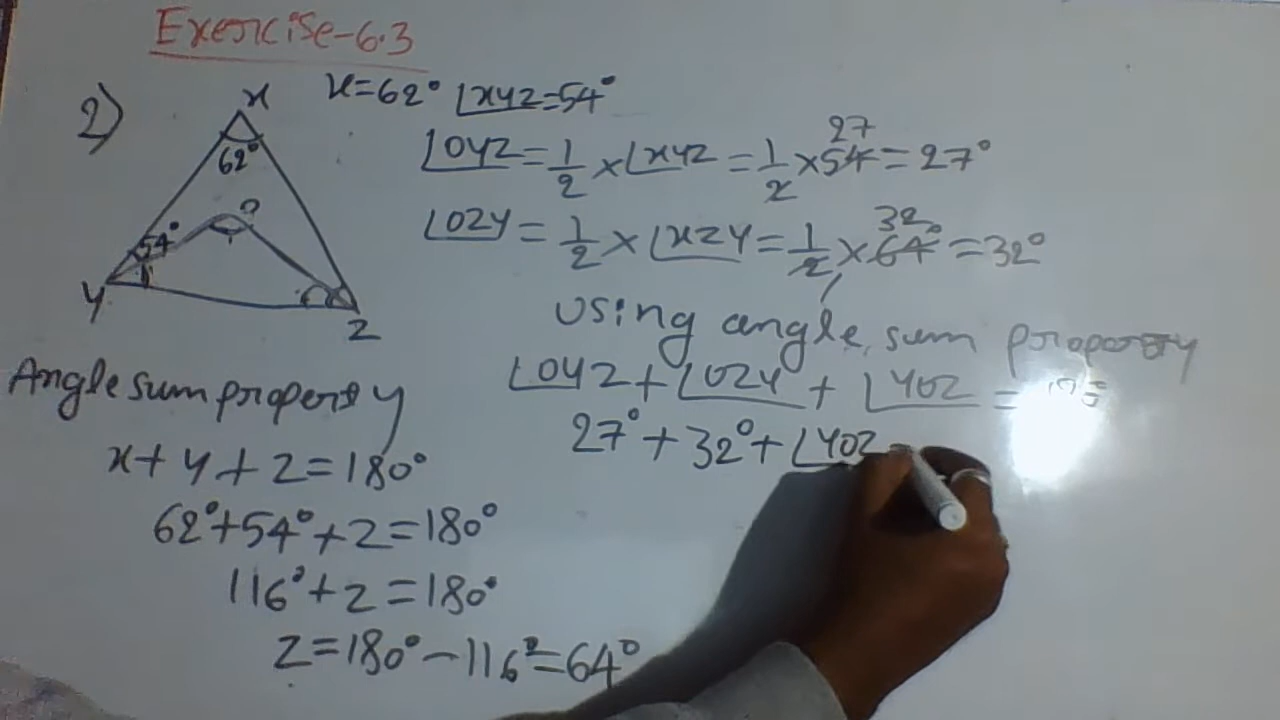 Exercise-6.3
2)
x=62° ∠XYZ=54°
X
62°
O
54°
Y
Z
∠OYZ = 1/2 × ∠XYZ = 1/2 × 54 = 27°
27
∠OZY = 1/2 × ∠XZY = 1/2 × 64° = 32°
32
Using angle sum property
∠OYZ + ∠OZY + ∠YOZ =
27° + 32° + ∠YOZ =
Angle sum property
x + y + z = 180°
62° + 54° + z = 180°
116° + z = 180°
z = 180° - 116° = 64°